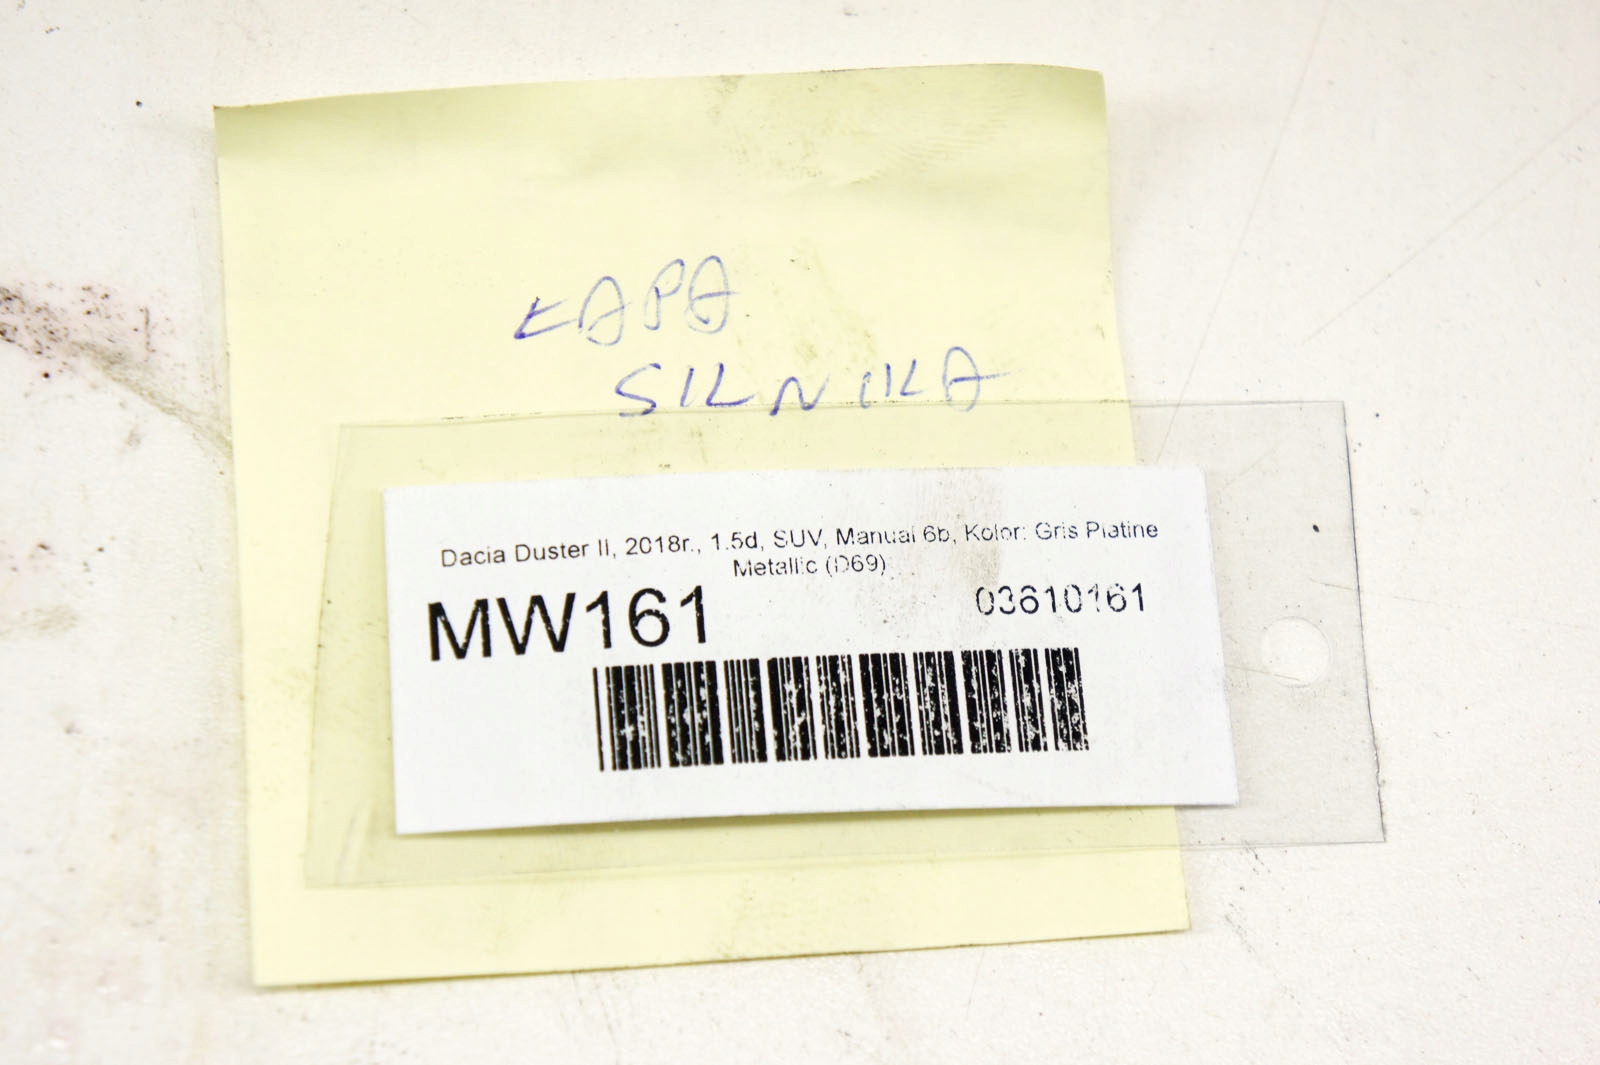 ŁAPA
SILNIKA
Dacia Duster II, 2018r., 1.5d, SUV, Manual 6b, Kolor: Gris Platine
Metallic (D69)
MW161
03610161